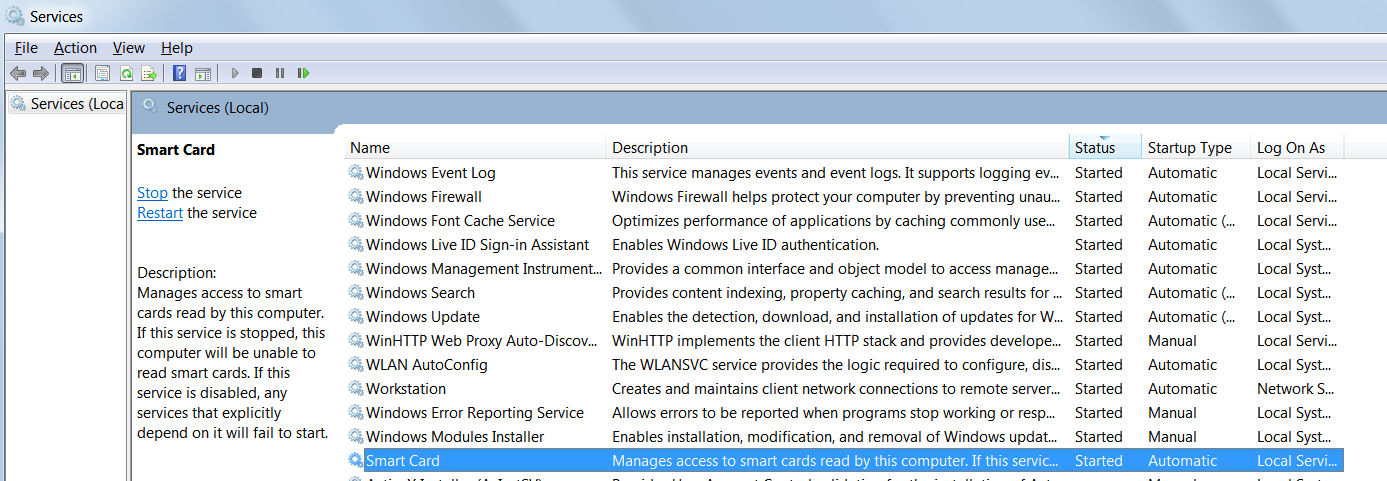 Services
File Action View Help
Services (Loca
Services (Local)
Smart Card
Stop the service
Restart the service
Description:
Manages access to smart
cards read by this computer.
If this service is stopped, this
computer will be unable to
read smart cards. If this
service is disabled, any
services that explicitly
depend on it will fail to start.
Name Description Status Startup Type Log On As
Windows Event Log This service manages events and event logs. It supports logging ev... Started Automatic Local Servi...
Windows Firewall Windows Firewall helps protect your computer by preventing unau... Started Automatic Local Servi...
Windows Font Cache Service Optimizes performance of applications by caching commonly use... Started Automatic (... Local Servi...
Windows Live ID Sign-in Assistant Enables Windows Live ID authentication. Started Automatic Local Syst...
Windows Management Instrument... Provides a common interface and object model to access manage... Started Automatic Local Syst...
Windows Search Provides content indexing, property caching, and search results for ... Started Automatic (... Local Syst...
Windows Update Enables the detection, download, and installation of updates for W... Started Automatic (... Local Syst...
WinHTTP Web Proxy Auto-Discov... WinHTTP implements the client HTTP stack and provides develope... Started Manual Local Servi...
WLAN AutoConfig The WLANSVC service provides the logic required to configure, dis... Started Automatic Local Syst...
Workstation Creates and maintains client network connections to remote server... Started Automatic Network S...
Windows Error Reporting Service Allows errors to be reported when programs stop working or resp... Started Manual Local Syst...
Windows Modules Installer Enables installation, modification, and removal of Windows updat... Started Manual Local Syst...
Smart Card Manages access to smart cards read by this computer. If this servic... Started Automatic Local Servi...